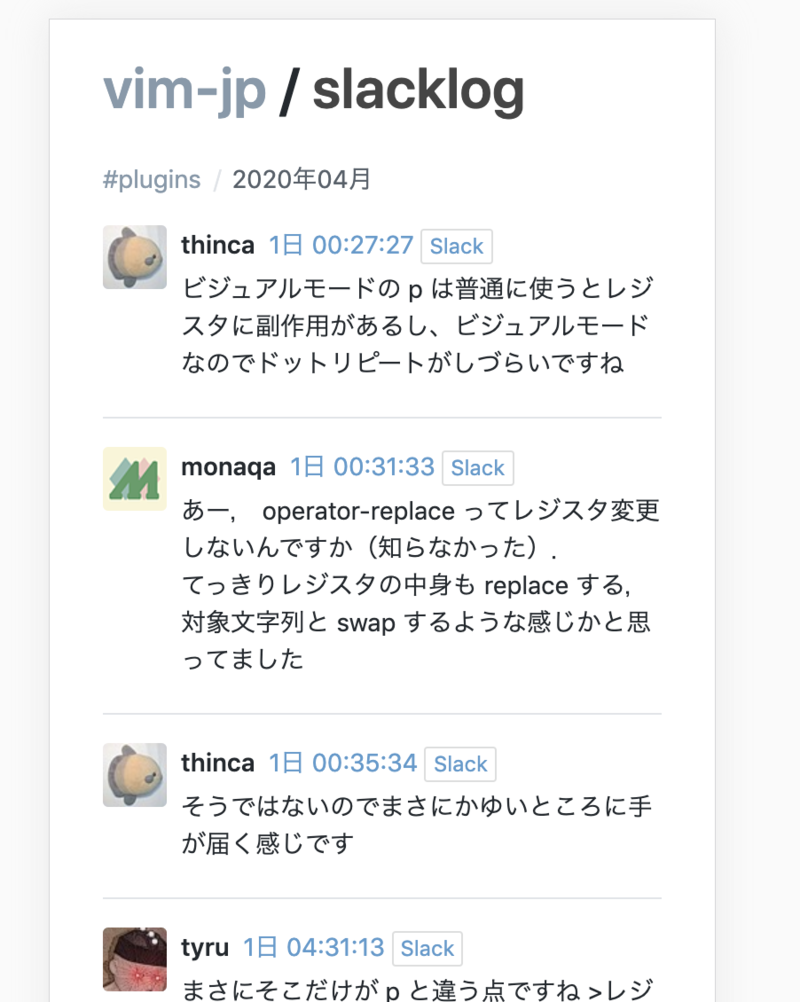 vim-jp / slacklog
#plugins / 2020年04月
thinca 1日 00:27:27 Slack
ビジュアルモードの p は普通に使うとレジ
スタに副作用があるし、ビジュアルモード
なのでドットリピートがしづらいですね
monaqa 1日 00:31:33 Slack
あー， operator-replace ってレジスタ変更
しないんですか（知らなかった）．
てっきりレジスタの中身も replace する，
対象文字列と swap するような感じかと思
ってました
thinca 1日 00:35:34 Slack
そうではないのでまさにかゆいところに手
が届く感じです
tyru 1日 04:31:13 Slack
まさにそこだけが p と違う点ですね >レジ